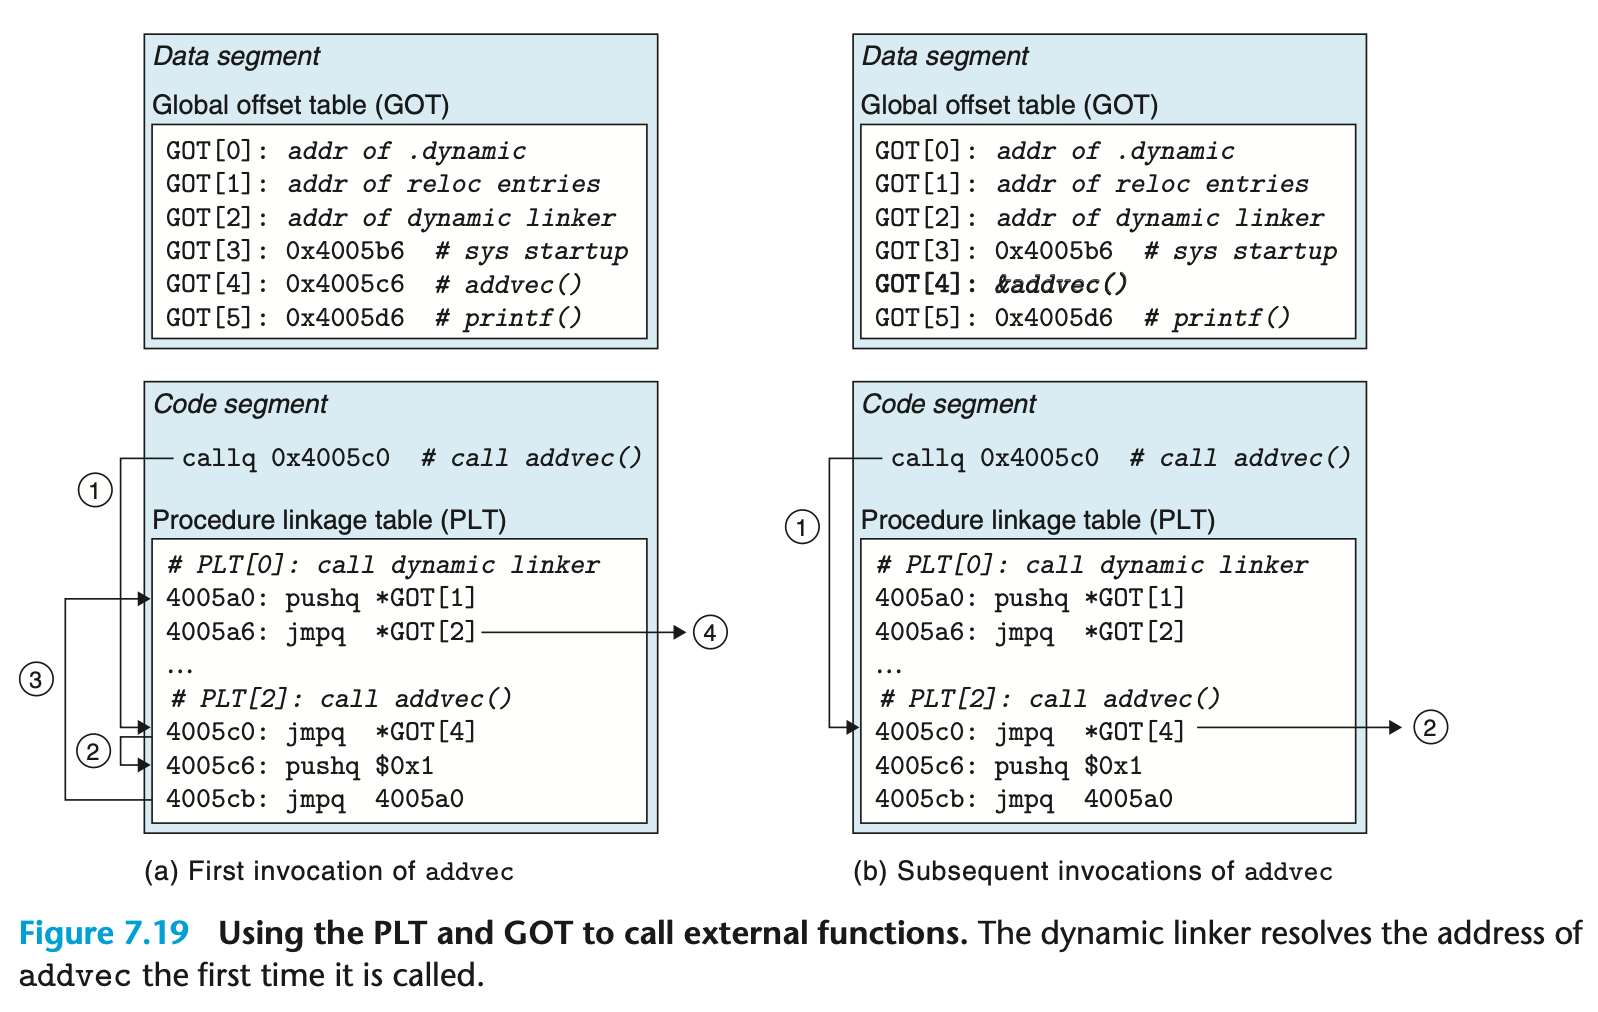 Data segment
Global offset table (GOT)
GOT[0]: addr of .dynamic
GOT[1]: addr of reloc entries
GOT[2]: addr of dynamic linker
GOT[3]: 0x4005b6 # sys startup
GOT[4]: 0x4005c6 # addvec()
GOT[5]: 0x4005d6 # printf()
Code segment
callq 0x4005c0 # call addvec()
1
Procedure linkage table (PLT)
# PLT[0]: call dynamic linker
4005a0: pushq *GOT[1]
4005a6: jmpq *GOT[2]
4
...
3
# PLT[2]: call addvec()
4005c0: jmpq *GOT[4]
2
4005c6: pushq $0x1
4005cb: jmpq 4005a0
(a) First invocation of addvec
Data segment
Global offset table (GOT)
GOT[0]: addr of .dynamic
GOT[1]: addr of reloc entries
GOT[2]: addr of dynamic linker
GOT[3]: 0x4005b6 # sys startup
GOT[4]: &addvec()
GOT[5]: 0x4005d6 # printf()
Code segment
callq 0x4005c0 # call addvec()
1
Procedure linkage table (PLT)
# PLT[0]: call dynamic linker
4005a0: pushq *GOT[1]
4005a6: jmpq *GOT[2]
...
# PLT[2]: call addvec()
4005c0: jmpq *GOT[4]
2
4005c6: pushq $0x1
4005cb: jmpq 4005a0
(b) Subsequent invocations of addvec
Figure 7.19 Using the PLT and GOT to call external functions. The dynamic linker resolves the address of
addvec the first time it is called.